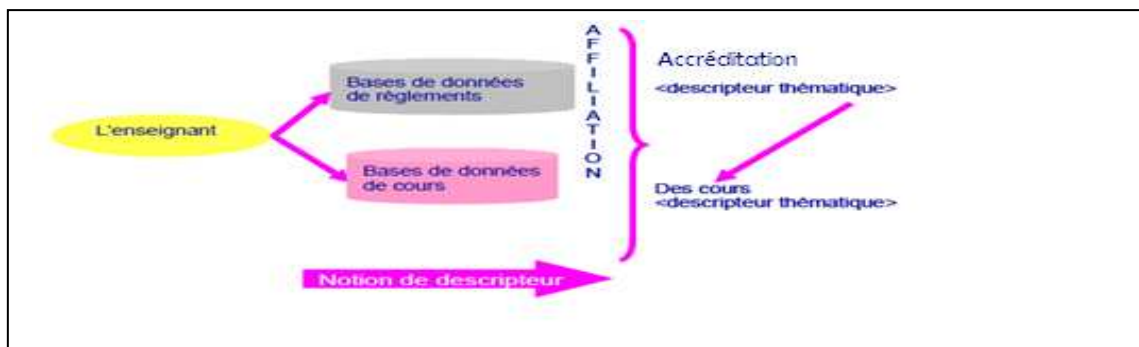 L'enseignant
Bases de données
de règlements
Bases de données
de cours
AFFILIATION
Accréditation
<descripteur thématique>
Des cours
<descripteur thématique>
Notion de descripteur